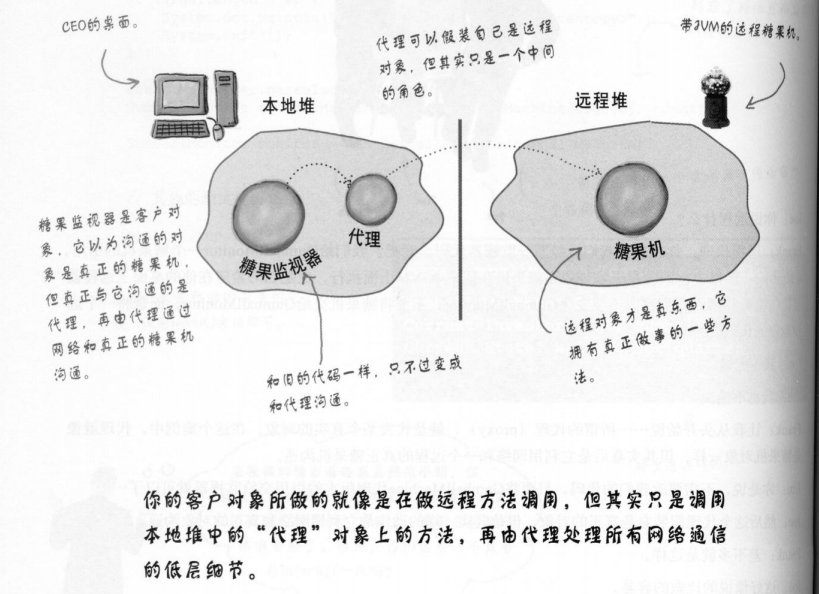 CEO的桌面。
代理可以假装自己是远程
对象，但其实只是一个中间
的角色。
带JVM的远程糖果机。
本地堆
远程堆
糖果监视器是客户对
象，它以为沟通的对
象是真正的糖果机，
但真正与它沟通的是
代理，再由代理通过
网络和真正的糖果机
沟通。
代理
糖果监视器
糖果机
和旧的代码一样，只不过变成
和代理沟通。
远程对象才是真东西，它
拥有真正做事的一些方
法。
你的客户对象所做的就像是在做远程方法调用，但其实只是调用
本地堆中的“代理”对象上的方法，再由代理处理所有网络通信
的低层细节。